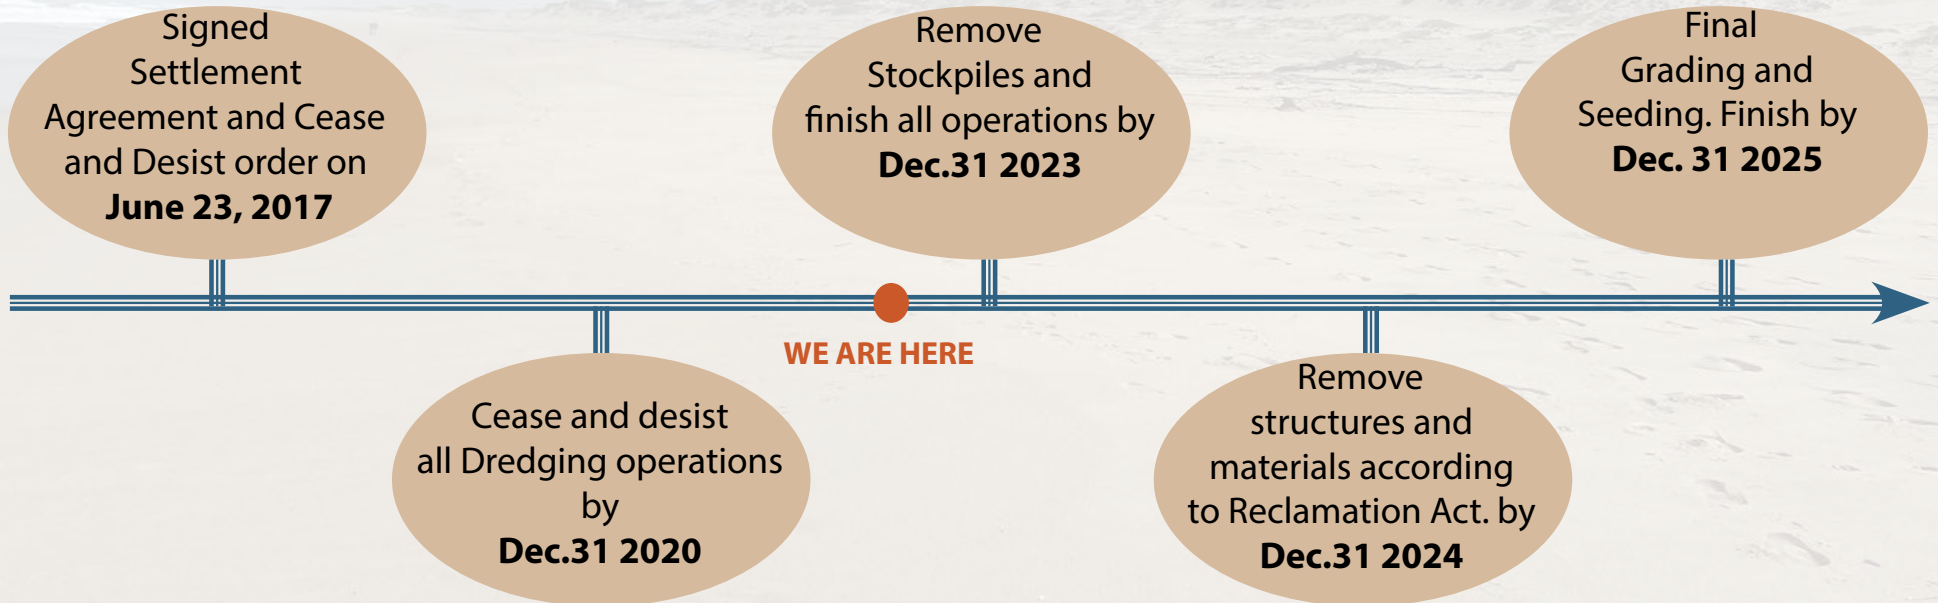 Signed
Settlement
Agreement and Cease
and Desist order on
June 23, 2017
Cease and desist
all Dredging operations
by
Dec.31 2020
WE ARE HERE
Remove
Stockpiles and
finish all operations by
Dec.31 2023
Remove
structures and
materials according
to Reclamation Act. by
Dec.31 2024
Final
Grading and
Seeding. Finish by
Dec. 31 2025